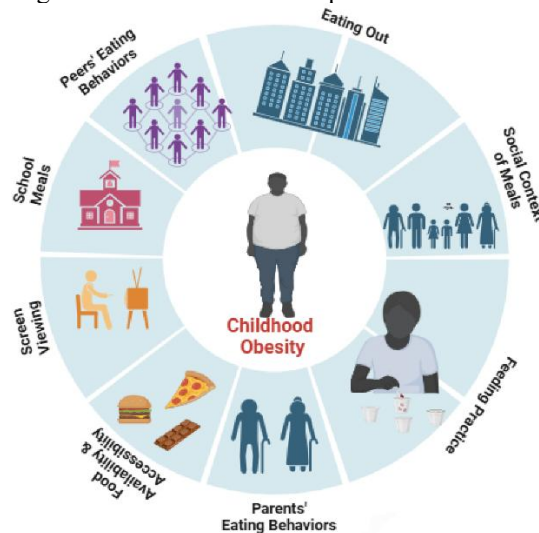 Eating Out
Peers' Eating
Behaviors
Social Context
of Meals
School
Meals
Childhood
Obesity
Screen
Viewing
Feeding Practice
Food
Availability &
Accessibility
Parents'
Eating Behaviors